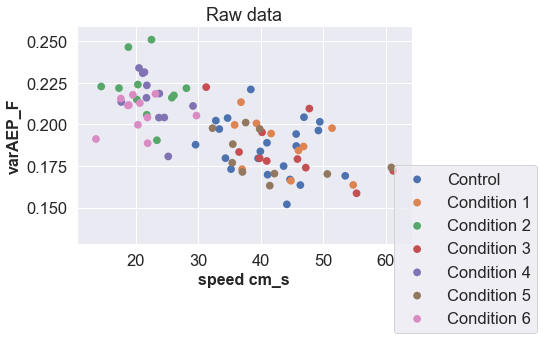 Raw data
0.250
0.225
0.200
0.175
0.150
varAEP_F
20 30 40 50 60
speed cm_s
Control
Condition 1
Condition 2
Condition 3
Condition 4
Condition 5
Condition 6